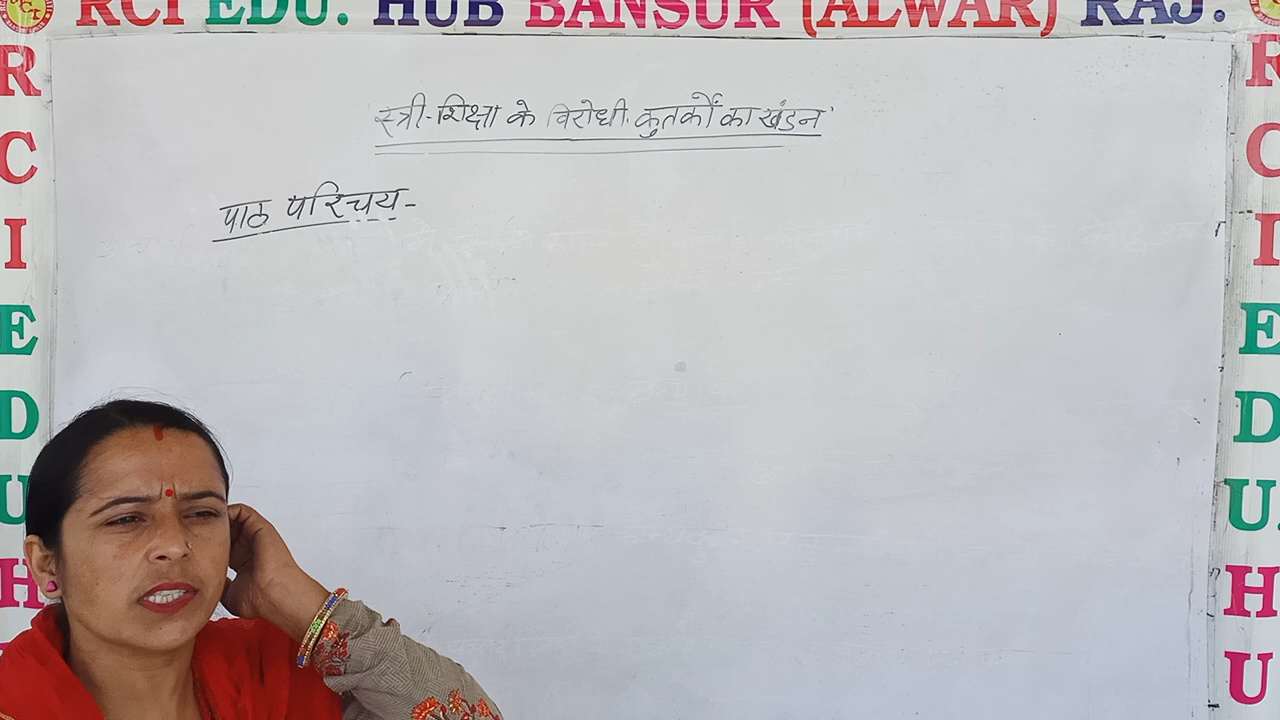 RCI EDU. HUB BANSUR (ALWAR) RAJ.
स्त्री-शिक्षा के विरोधी कुतर्कों का खंडन
पाठ परिचय-
R
C
I
E
D
U
H
R
C
I
E
D
U.
H
U